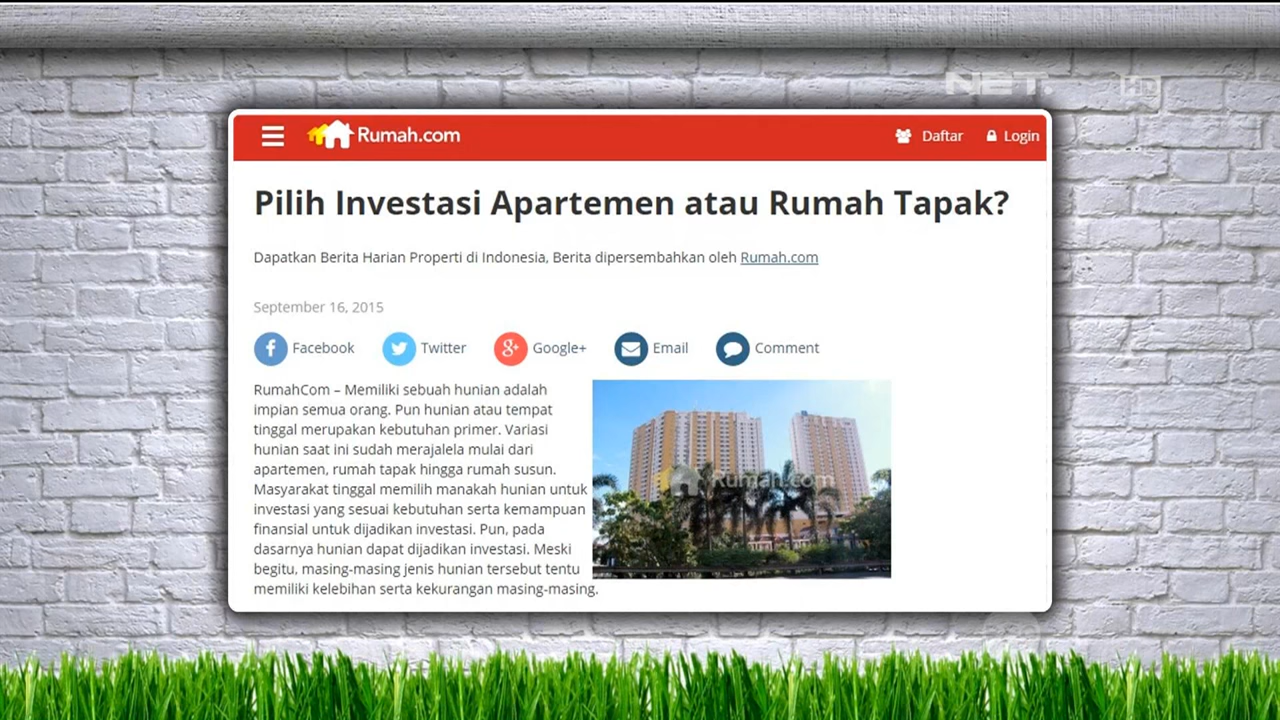 NET. HD
Rumah.com
Daftar
Login
Pilih Investasi Apartemen atau Rumah Tapak?
Dapatkan Berita Harian Properti di Indonesia, Berita dipersembahkan oleh Rumah.com
September 16, 2015
Facebook Twitter Google+ Email Comment
RumahCom – Memiliki sebuah hunian adalah
impian semua orang. Pun hunian atau tempat
tinggal merupakan kebutuhan primer. Variasi
hunian saat ini sudah merajalela mulai dari
apartemen, rumah tapak hingga rumah susun.
Masyarakat tinggal memilih manakah hunian untuk
investasi yang sesuai kebutuhan serta kemampuan
finansial untuk dijadikan investasi. Pun, pada
dasarnya hunian dapat dijadikan investasi. Meski
begitu, masing-masing jenis hunian tersebut tentu
memiliki kelebihan serta kekurangan masing-masing.
Rumah.com